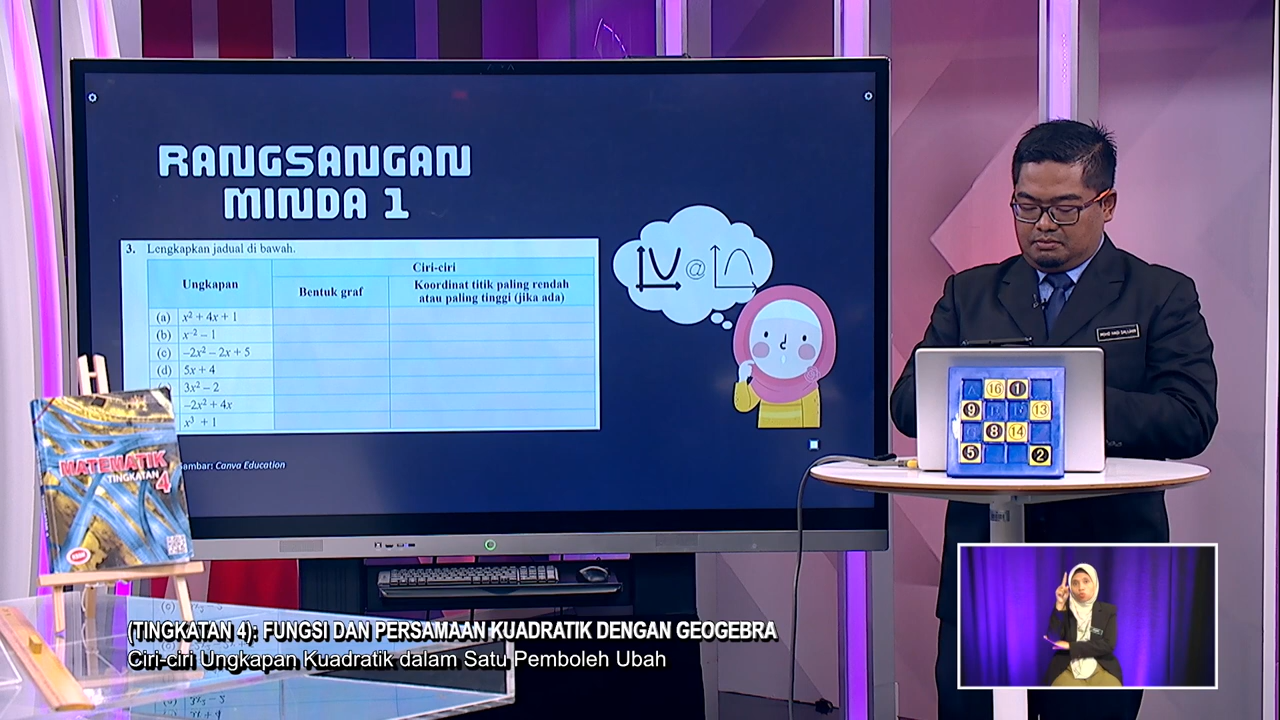 RANGSANGAN
MINDA 1
3. Lengkapkan jadual di bawah.
Ungkapan
Ciri-ciri
Bentuk graf
Koordinat titik paling rendah
atau paling tinggi (jika ada)
(a) x² + 4x + 1
(b) x⁻² – 1
(c) –2x² – 2x + 5
(d) 5x + 4
3x² – 2
–2x² + 4x
x³ + 1
@
Gambar: Canva Education
MATEMATIK
TINGKATAN
4
16 1
9 13
8 14
5 2
(TINGKATAN 4): FUNGSI DAN PERSAMAAN KUADRATIK DENGAN GEOGEBRA
Ciri-ciri Ungkapan Kuadratik dalam Satu Pemboleh Ubah